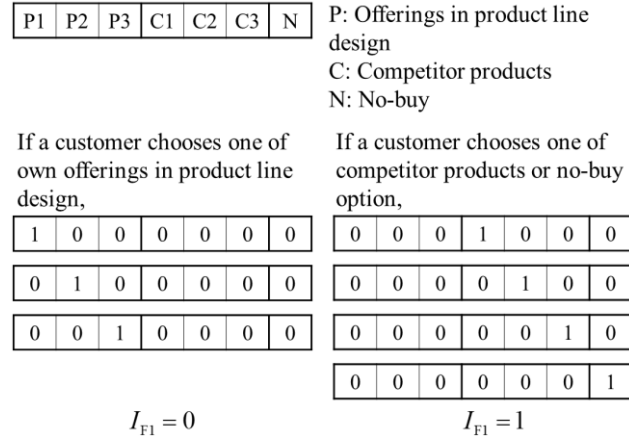 P1 P2 P3 C1 C2 C3 N
P: Offerings in product line
design
C: Competitor products
N: No-buy
If a customer chooses one of
own offerings in product line
design,
1 0 0 0 0 0 0
0 1 0 0 0 0 0
0 0 1 0 0 0 0
I_F1 = 0
If a customer chooses one of
competitor products or no-buy
option,
0 0 0 1 0 0 0
0 0 0 0 1 0 0
0 0 0 0 0 1 0
0 0 0 0 0 0 1
I_F1 = 1